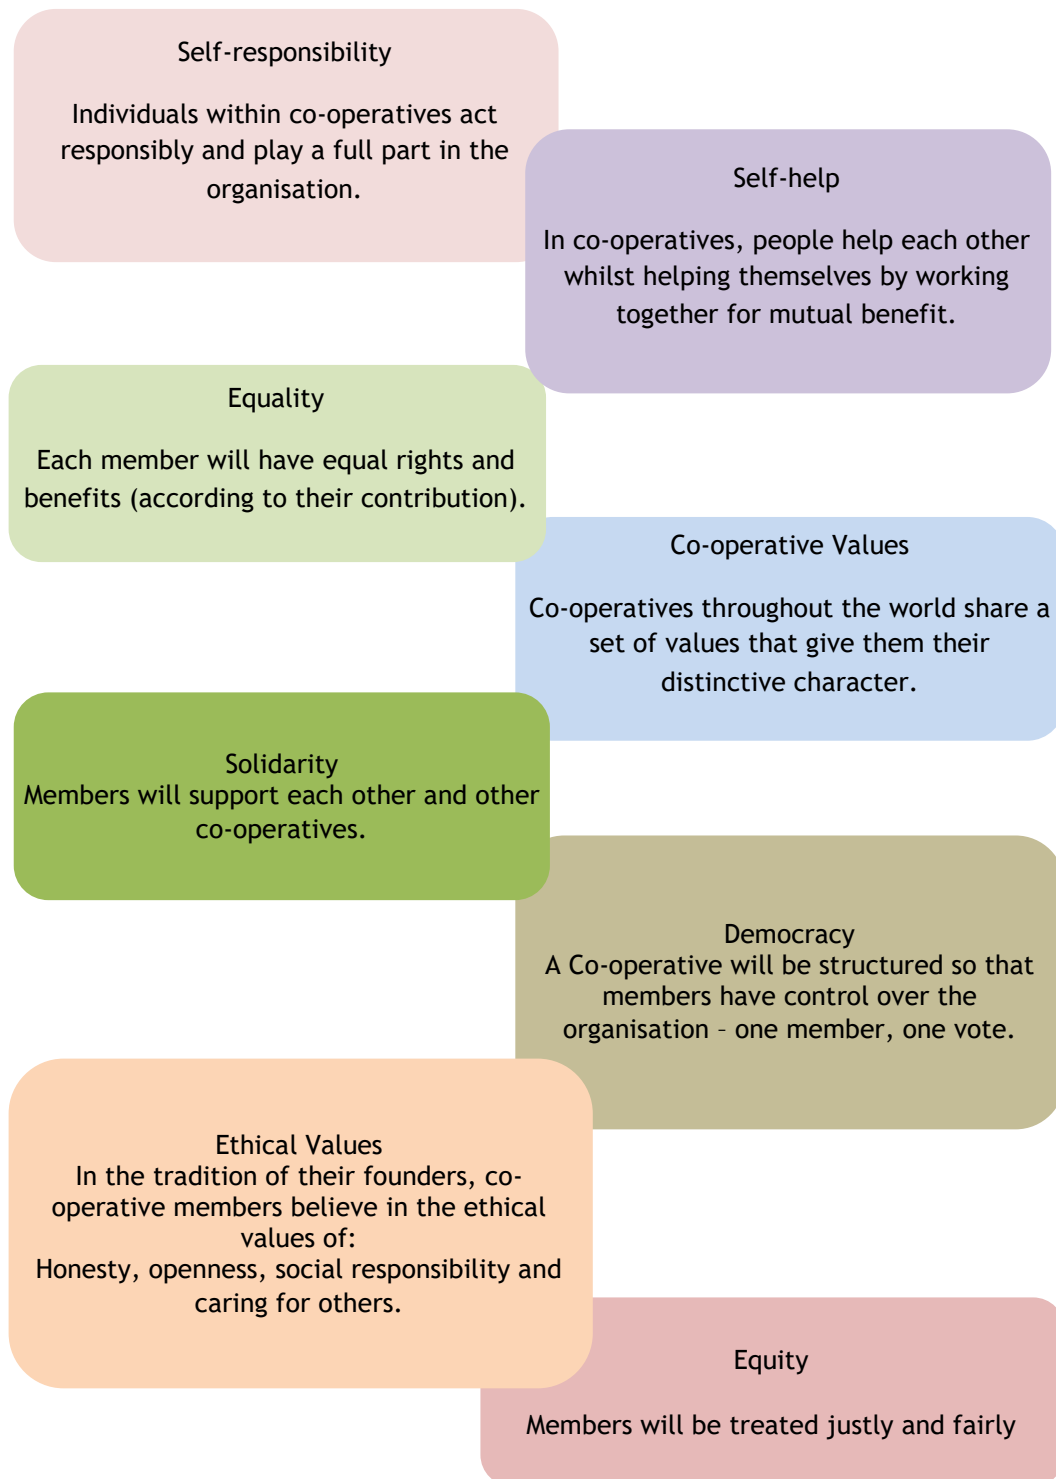 Self-responsibility
Individuals within co-operatives act
responsibly and play a full part in the
organisation.
Self-help
In co-operatives, people help each other
whilst helping themselves by working
together for mutual benefit.
Equality
Each member will have equal rights and
benefits (according to their contribution).
Co-operative Values
Co-operatives throughout the world share a
set of values that give them their
distinctive character.
Solidarity
Members will support each other and other
co-operatives.
Democracy
A Co-operative will be structured so that
members have control over the
organisation – one member, one vote.
Ethical Values
In the tradition of their founders, co-
operative members believe in the ethical
values of:
Honesty, openness, social responsibility and
caring for others.
Equity
Members will be treated justly and fairly